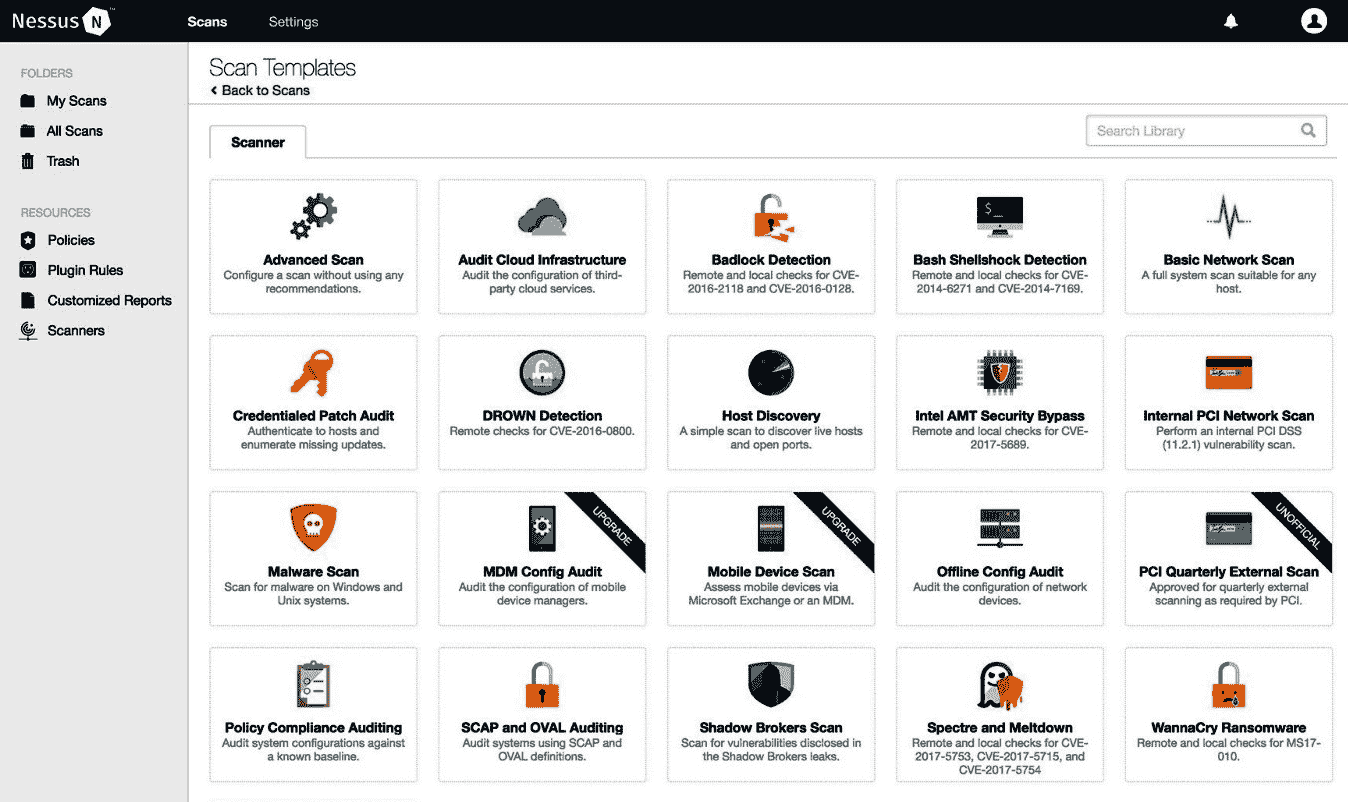 Nessus N ™
Scans
Settings
FOLDERS
My Scans
All Scans
Trash
RESOURCES
Policies
Plugin Rules
Customized Reports
Scanners
Scan Templates
Back to Scans
Scanner
Search Library
Advanced Scan
Configure a scan without using any
recommendations.
Audit Cloud Infrastructure
Audit the configuration of third-
party cloud services.
Badlock Detection
Remote and local checks for CVE-
2016-2118 and CVE-2016-0128.
$_
Bash Shellshock Detection
Remote and local checks for CVE-
2014-6271 and CVE-2014-7169.
Basic Network Scan
A full system scan suitable for any
host.
Credentialed Patch Audit
Authenticate to hosts and
enumerate missing updates.
DROWN Detection
Remote checks for CVE-2016-0800.
Host Discovery
A simple scan to discover live hosts
and open ports.
Intel AMT Security Bypass
Remote and local checks for CVE-
2017-5689.
Internal PCI Network Scan
Perform an internal PCI DSS
(11.2.1) vulnerability scan.
Malware Scan
Scan for malware on Windows and
Unix systems.
UPGRADE
MDM Config Audit
Audit the configuration of mobile
device managers.
UPGRADE
Mobile Device Scan
Assess mobile devices via
Microsoft Exchange or an MDM.
Offline Config Audit
Audit the configuration of network
devices.
UNOFFICIAL
PCI Quarterly External Scan
Approved for quarterly external
scanning as required by PCI.
Policy Compliance Auditing
Audit system configurations against
a known baseline.
SCAP and OVAL Auditing
Audit systems using SCAP and
OVAL definitions.
Shadow Brokers Scan
Scan for vulnerabilities disclosed in
the Shadow Brokers leaks.
Spectre and Meltdown
Remote and local checks for CVE-
2017-5753, CVE-2017-5715, and
CVE-2017-5754
WannaCry Ransomware
Remote and local checks for MS17-
010.